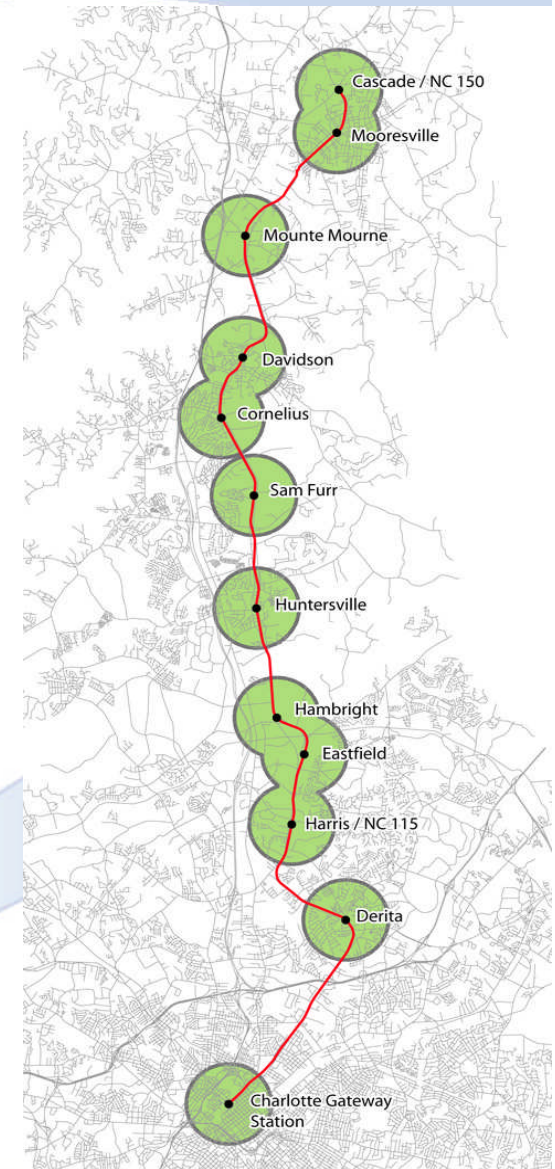 Cascade / NC 150
Mooresville
Mounte Mourne
Davidson
Cornelius
Sam Furr
Huntersville
Hambright
Eastfield
Harris / NC 115
Derita
Charlotte Gateway
Station